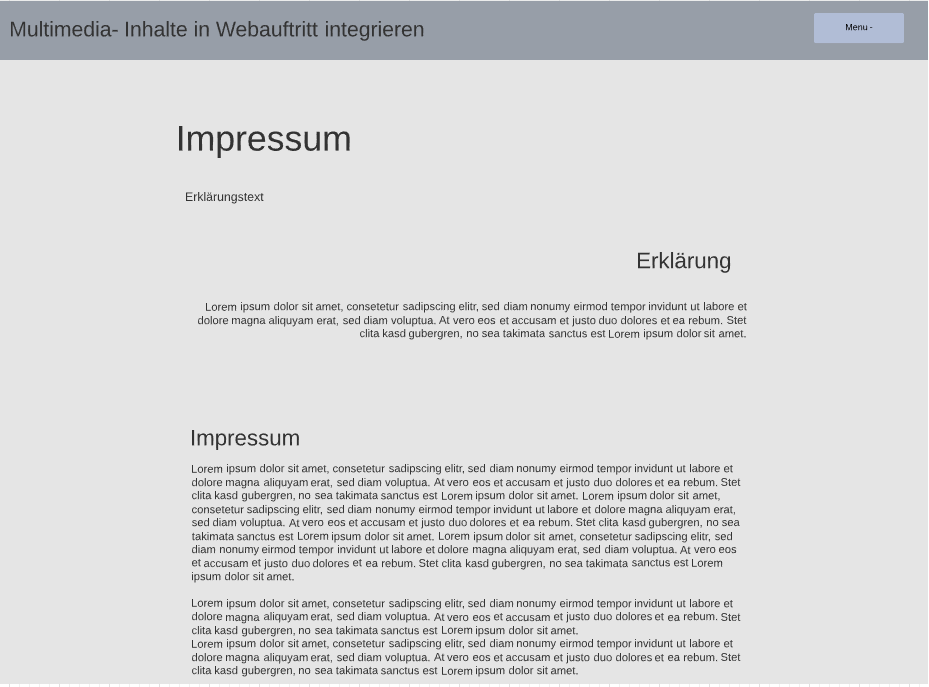 Multimedia- Inhalte in Webauftritt integrieren
Menu -
Impressum
Erklärungstext
Erklärung
Lorem ipsum dolor sit amet, consetetur sadipscing elitr, sed diam nonumy eirmod tempor invidunt ut labore et
dolore magna aliquyam erat, sed diam voluptua. At vero eos et accusam et justo duo dolores et ea rebum. Stet
clita kasd gubergren, no sea takimata sanctus est Lorem ipsum dolor sit amet.
Impressum
Lorem ipsum dolor sit amet, consetetur sadipscing elitr, sed diam nonumy eirmod tempor invidunt ut labore et
dolore magna aliquyam erat, sed diam voluptua. At vero eos et accusam et justo duo dolores et ea rebum. Stet
clita kasd gubergren, no sea takimata sanctus est Lorem ipsum dolor sit amet. Lorem ipsum dolor sit amet,
consetetur sadipscing elitr, sed diam nonumy eirmod tempor invidunt ut labore et dolore magna aliquyam erat,
sed diam voluptua. At vero eos et accusam et justo duo dolores et ea rebum. Stet clita kasd gubergren, no sea
takimata sanctus est Lorem ipsum dolor sit amet. Lorem ipsum dolor sit amet, consetetur sadipscing elitr, sed
diam nonumy eirmod tempor invidunt ut labore et dolore magna aliquyam erat, sed diam voluptua. At vero eos
et accusam et justo duo dolores et ea rebum. Stet clita kasd gubergren, no sea takimata sanctus est Lorem
ipsum dolor sit amet.
Lorem ipsum dolor sit amet, consetetur sadipscing elitr, sed diam nonumy eirmod tempor invidunt ut labore et
dolore magna aliquyam erat, sed diam voluptua. At vero eos et accusam et justo duo dolores et ea rebum. Stet
clita kasd gubergren, no sea takimata sanctus est Lorem ipsum dolor sit amet.
Lorem ipsum dolor sit amet, consetetur sadipscing elitr, sed diam nonumy eirmod tempor invidunt ut labore et
dolore magna aliquyam erat, sed diam voluptua. At vero eos et accusam et justo duo dolores et ea rebum. Stet
clita kasd gubergren, no sea takimata sanctus est Lorem ipsum dolor sit amet.